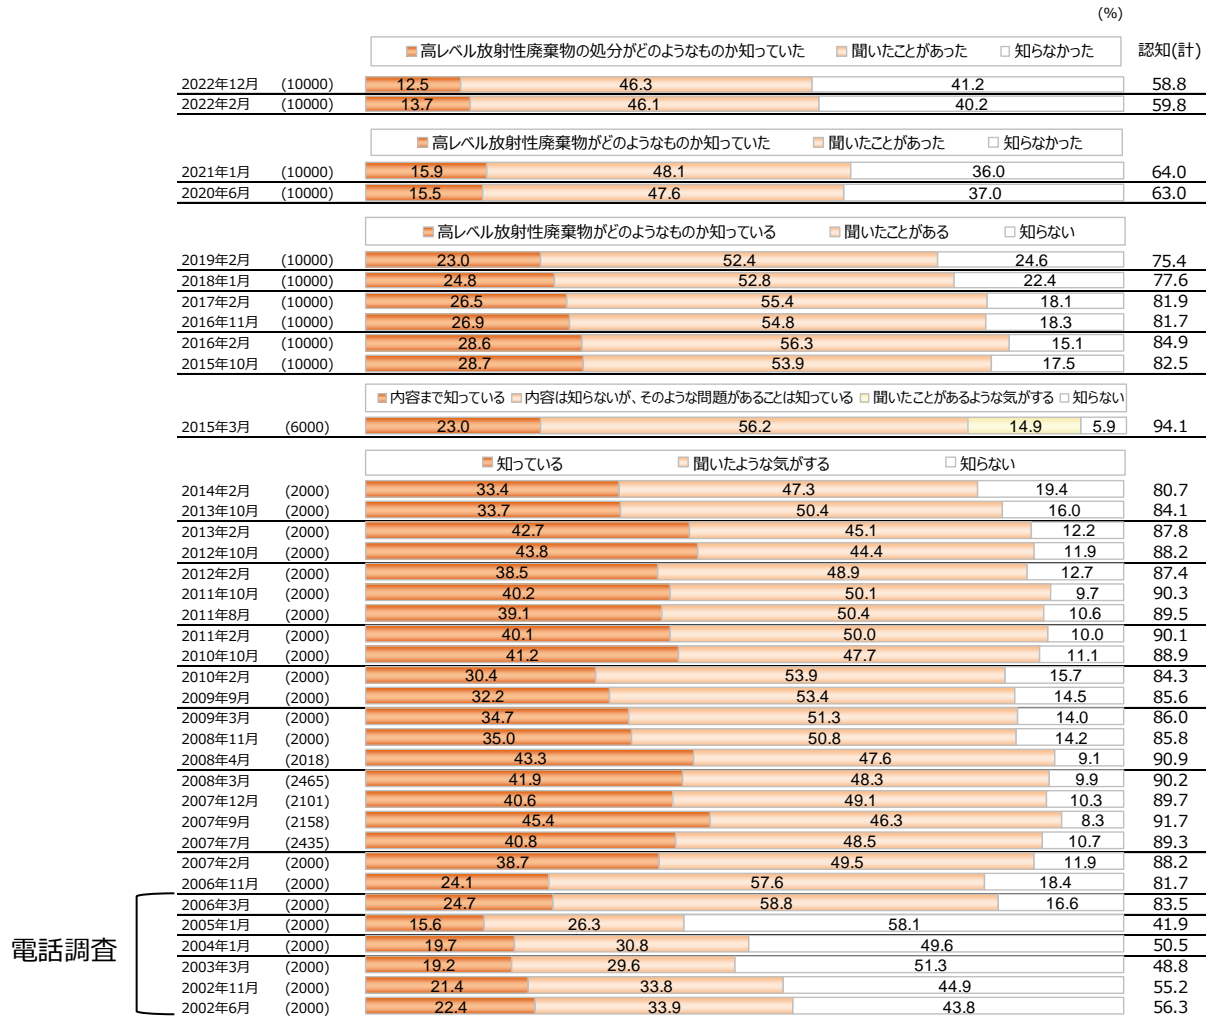 (%)
高レベル放射性廃棄物の処分がどのようなものか知っていた 聞いたことがあった 知らなかった 認知(計)
2022年12月 (10000) 12.5 46.3 41.2 58.8
2022年2月 (10000) 13.7 46.1 40.2 59.8
高レベル放射性廃棄物がどのようなものか知っていた 聞いたことがあった 知らなかった
2021年1月 (10000) 15.9 48.1 36.0 64.0
2020年6月 (10000) 15.5 47.6 37.0 63.0
高レベル放射性廃棄物がどのようなものか知っている 聞いたことがある 知らない
2019年2月 (10000) 23.0 52.4 24.6 75.4
2018年1月 (10000) 24.8 52.8 22.4 77.6
2017年2月 (10000) 26.5 55.4 18.1 81.9
2016年11月 (10000) 26.9 54.8 18.3 81.7
2016年2月 (10000) 28.6 56.3 15.1 84.9
2015年10月 (10000) 28.7 53.9 17.5 82.5
内容まで知っている 内容は知らないが、そのような問題があることは知っている 聞いたことがあるような気がする 知らない
2015年3月 (6000) 23.0 56.2 14.9 5.9 94.1
知っている 聞いたような気がする 知らない
2014年2月 (2000) 33.4 47.3 19.4 80.7
2013年10月 (2000) 33.7 50.4 16.0 84.1
2013年2月 (2000) 42.7 45.1 12.2 87.8
2012年10月 (2000) 43.8 44.4 11.9 88.2
2012年2月 (2000) 38.5 48.9 12.7 87.4
2011年10月 (2000) 40.2 50.1 9.7 90.3
2011年8月 (2000) 39.1 50.4 10.6 89.5
2011年2月 (2000) 40.1 50.0 10.0 90.1
2010年10月 (2000) 41.2 47.7 11.1 88.9
2010年2月 (2000) 30.4 53.9 15.7 84.3
2009年9月 (2000) 32.2 53.4 14.5 85.6
2009年3月 (2000) 34.7 51.3 14.0 86.0
2008年11月 (2000) 35.0 50.8 14.2 85.8
2008年4月 (2018) 43.3 47.6 9.1 90.9
2008年3月 (2465) 41.9 48.3 9.9 90.2
2007年12月 (2101) 40.6 49.1 10.3 89.7
2007年9月 (2158) 45.4 46.3 8.3 91.7
2007年7月 (2435) 40.8 48.5 10.7 89.3
2007年2月 (2000) 38.7 49.5 11.9 88.2
2006年11月 (2000) 24.1 57.6 18.4 81.7
2006年3月 (2000) 24.7 58.8 16.6 83.5
2005年1月 (2000) 15.6 26.3 58.1 41.9
電話調査
2004年1月 (2000) 19.7 30.8 49.6 50.5
2003年3月 (2000) 19.2 29.6 51.3 48.8
2002年11月 (2000) 21.4 33.8 44.9 55.2
2002年6月 (2000) 22.4 33.9 43.8 56.3